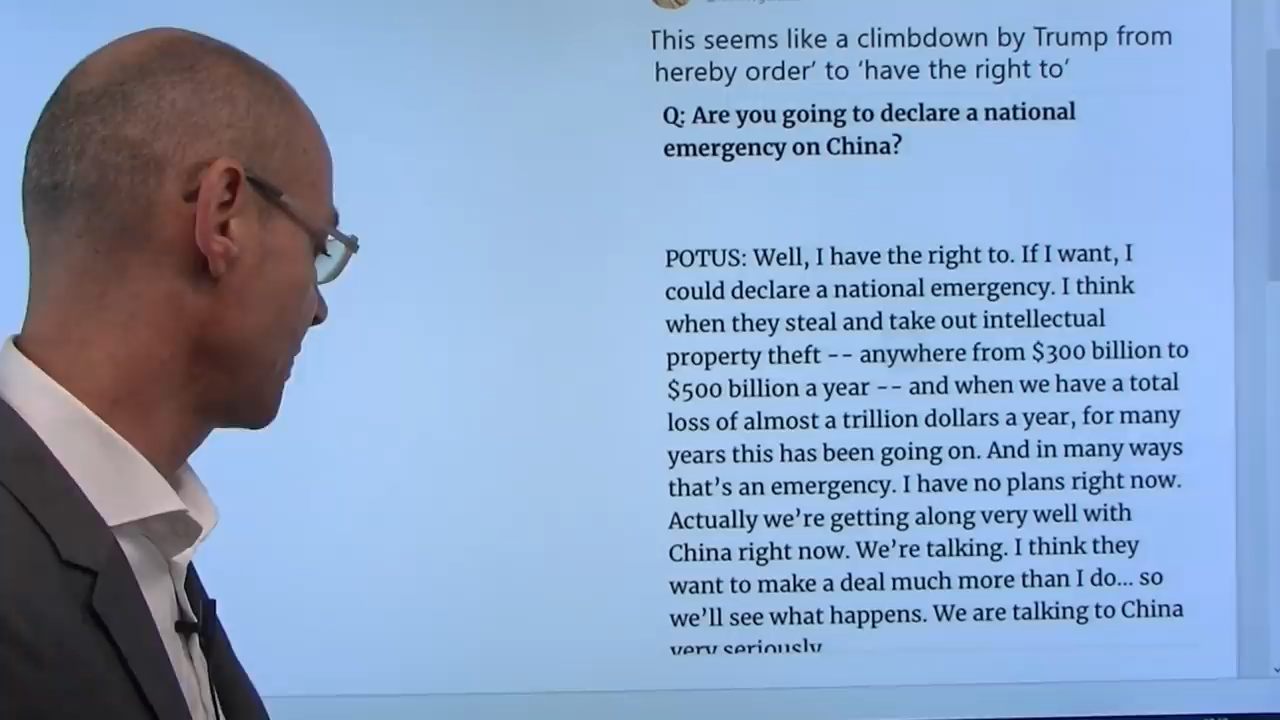 This seems like a climbdown by Trump from
hereby order’ to ‘have the right to’
Q: Are you going to declare a national
emergency on China?
POTUS: Well, I have the right to. If I want, I
could declare a national emergency. I think
when they steal and take out intellectual
property theft -- anywhere from $300 billion to
$500 billion a year -- and when we have a total
loss of almost a trillion dollars a year, for many
years this has been going on. And in many ways
that’s an emergency. I have no plans right now.
Actually we’re getting along very well with
China right now. We’re talking. I think they
want to make a deal much more than I do... so
we’ll see what happens. We are talking to China
very seriously